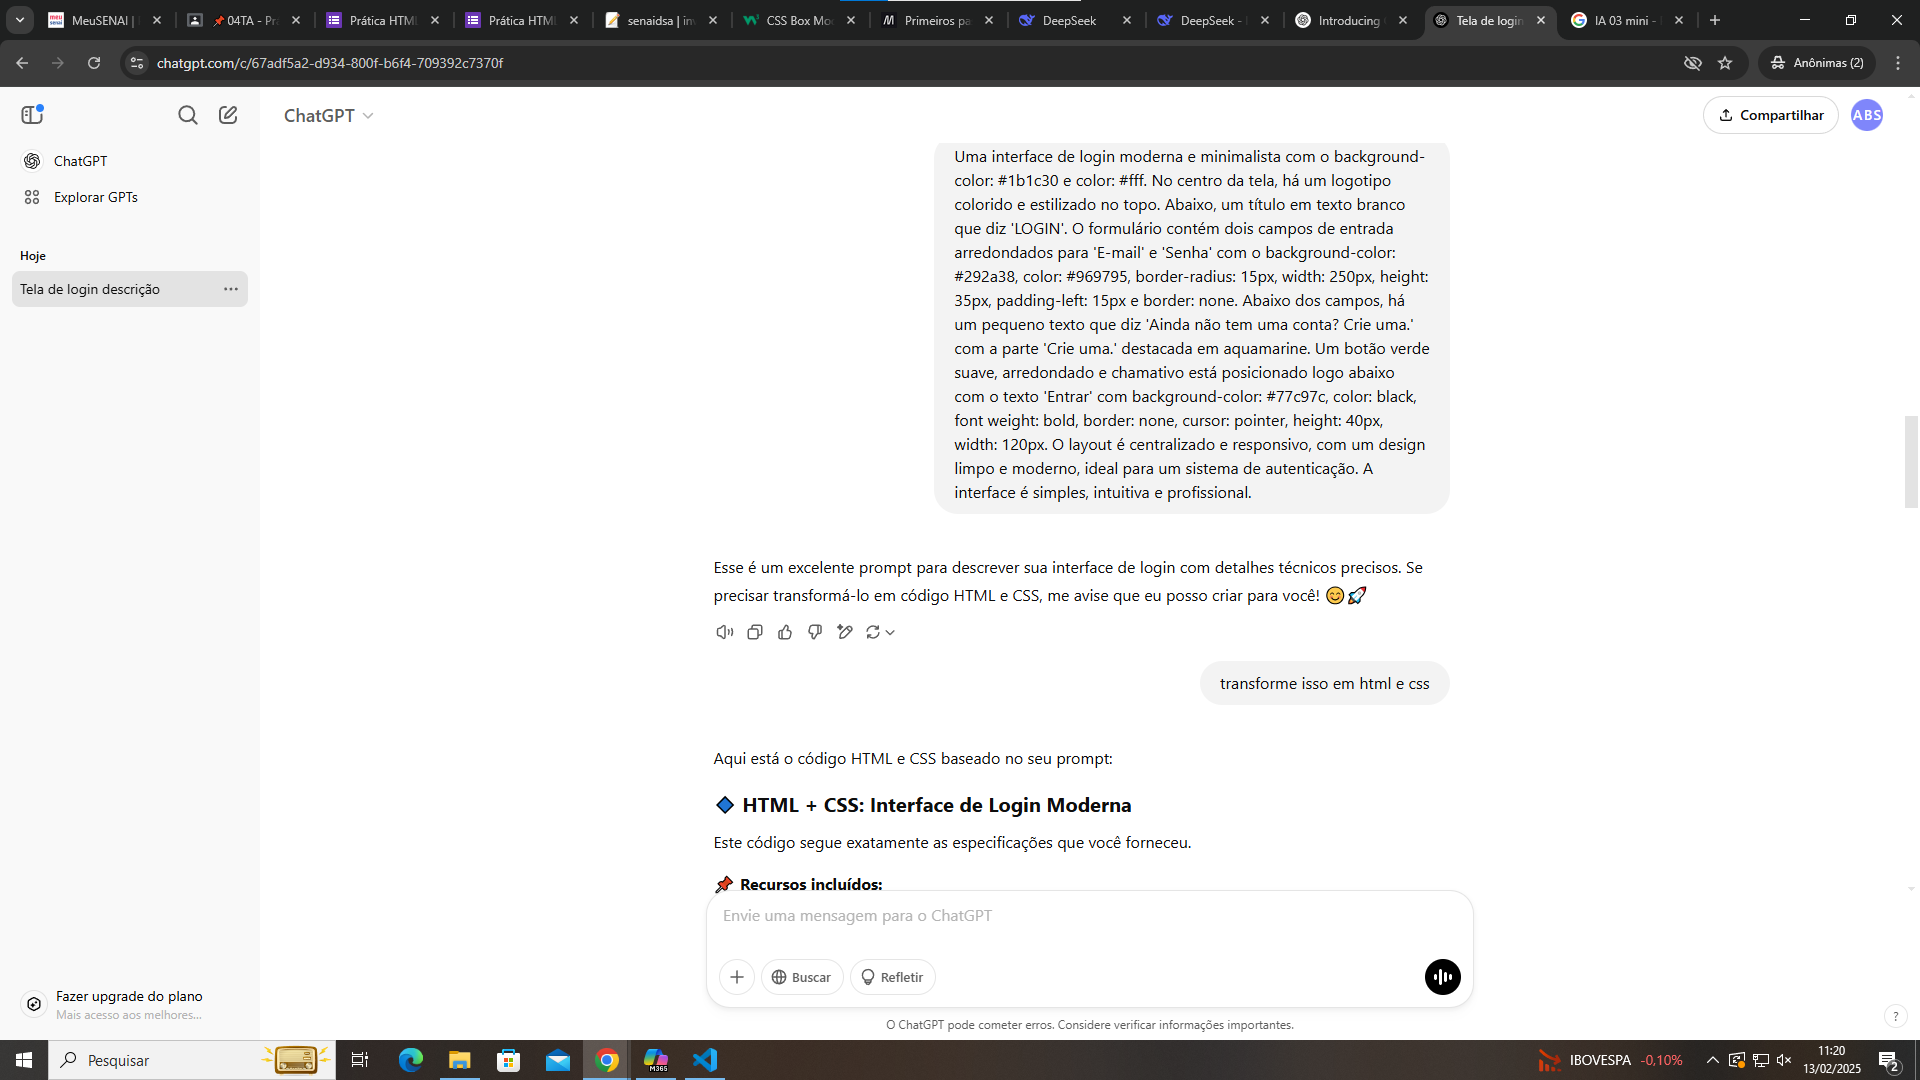 MeuSENAI |
04TA - Pr
Prática HTM
Prática HTM
senaidsa | in
CSS Box Mo
Primeiros pa
DeepSeek
DeepSeek -
Introducing
Tela de login
IA 03 mini -
chatgpt.com/c/67adf5a2-d934-800f-b6f4-709392c7370f
Anônimas (2)
ChatGPT
Compartilhar
ABS
ChatGPT
Explorar GPTs
Hoje
Tela de login descrição
Uma interface de login moderna e minimalista com o background-
color: #1b1c30 e color: #fff. No centro da tela, há um logotipo
colorido e estilizado no topo. Abaixo, um título em texto branco
que diz 'LOGIN'. O formulário contém dois campos de entrada
arredondados para 'E-mail' e 'Senha' com o background-color:
#292a38, color: #969795, border-radius: 15px, width: 250px, height:
35px, padding-left: 15px e border: none. Abaixo dos campos, há
um pequeno texto que diz 'Ainda não tem uma conta? Crie uma.'
com a parte 'Crie uma.' destacada em aquamarine. Um botão verde
suave, arredondado e chamativo está posicionado logo abaixo
com o texto 'Entrar' com background-color: #77c97c, color: black,
font weight: bold, border: none, cursor: pointer, height: 40px,
width: 120px. O layout é centralizado e responsivo, com um design
limpo e moderno, ideal para um sistema de autenticação. A
interface é simples, intuitiva e profissional.
Esse é um excelente prompt para descrever sua interface de login com detalhes técnicos precisos. Se
precisar transformá-lo em código HTML e CSS, me avise que eu posso criar para você! 😊🚀
transforme isso em html e css
Aqui está o código HTML e CSS baseado no seu prompt:
🔷 HTML + CSS: Interface de Login Moderna
Este código segue exatamente as especificações que você forneceu.
📌 Recursos incluídos:
Envie uma mensagem para o ChatGPT
Buscar
Refletir
O ChatGPT pode cometer erros. Considere verificar informações importantes.
?
Fazer upgrade do plano
Mais acesso aos melhores...
Pesquisar
M365
IBOVESPA -0,10%
11:20
13/02/2025
2